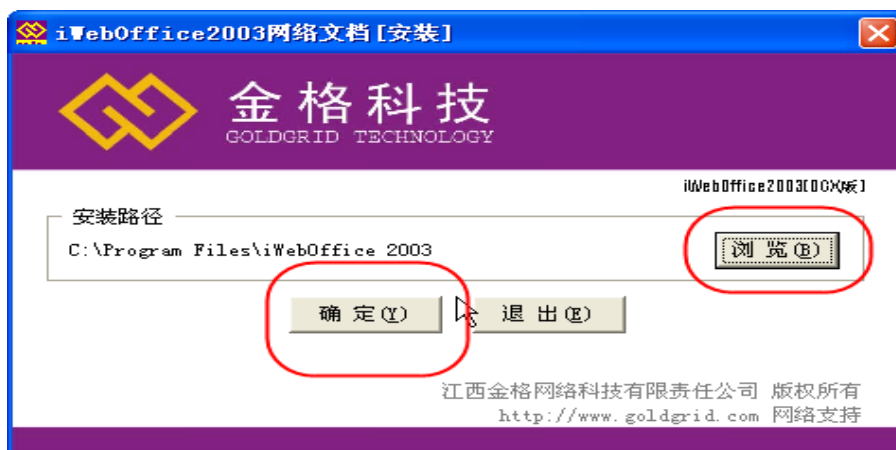 iWebOffice2003网络文档[安装]
金格科技
GOLDGRID TECHNOLOGY
iWebOffice2003[OCX版]
安装路径
C:\Program Files\iWebOffice 2003
浏 览(B)
确 定(Y)
退 出(E)
江西金格网络科技有限责任公司 版权所有
http://www.goldgrid.com 网络支持